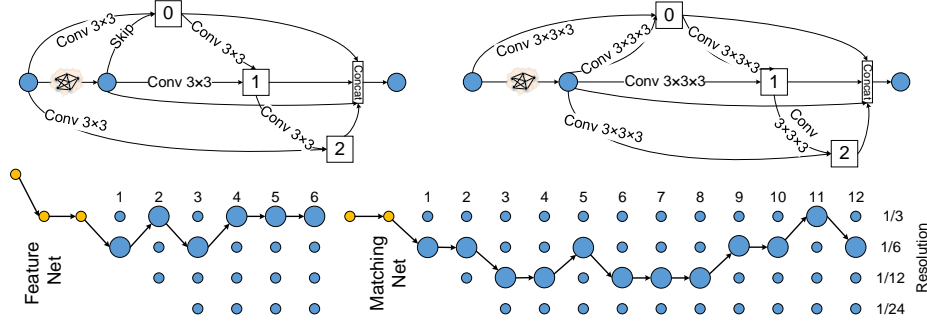 0
Conv 3×3
Skip
Conv 3×3
Conv 3×3
1
Concat
Conv 3×3
Conv 3×3
2
0
Conv 3×3×3
Conv 3×3×3
Conv 3×3×3
Conv 3×3×3
1
Concat
Conv 3×3×3
Conv
3×3×3
2
1 2 3 4 5 6
Feature
Net
1 2 3 4 5 6 7 8 9 10 11 12
Matching
Net
1/3
1/6
1/12
1/24
Resolution